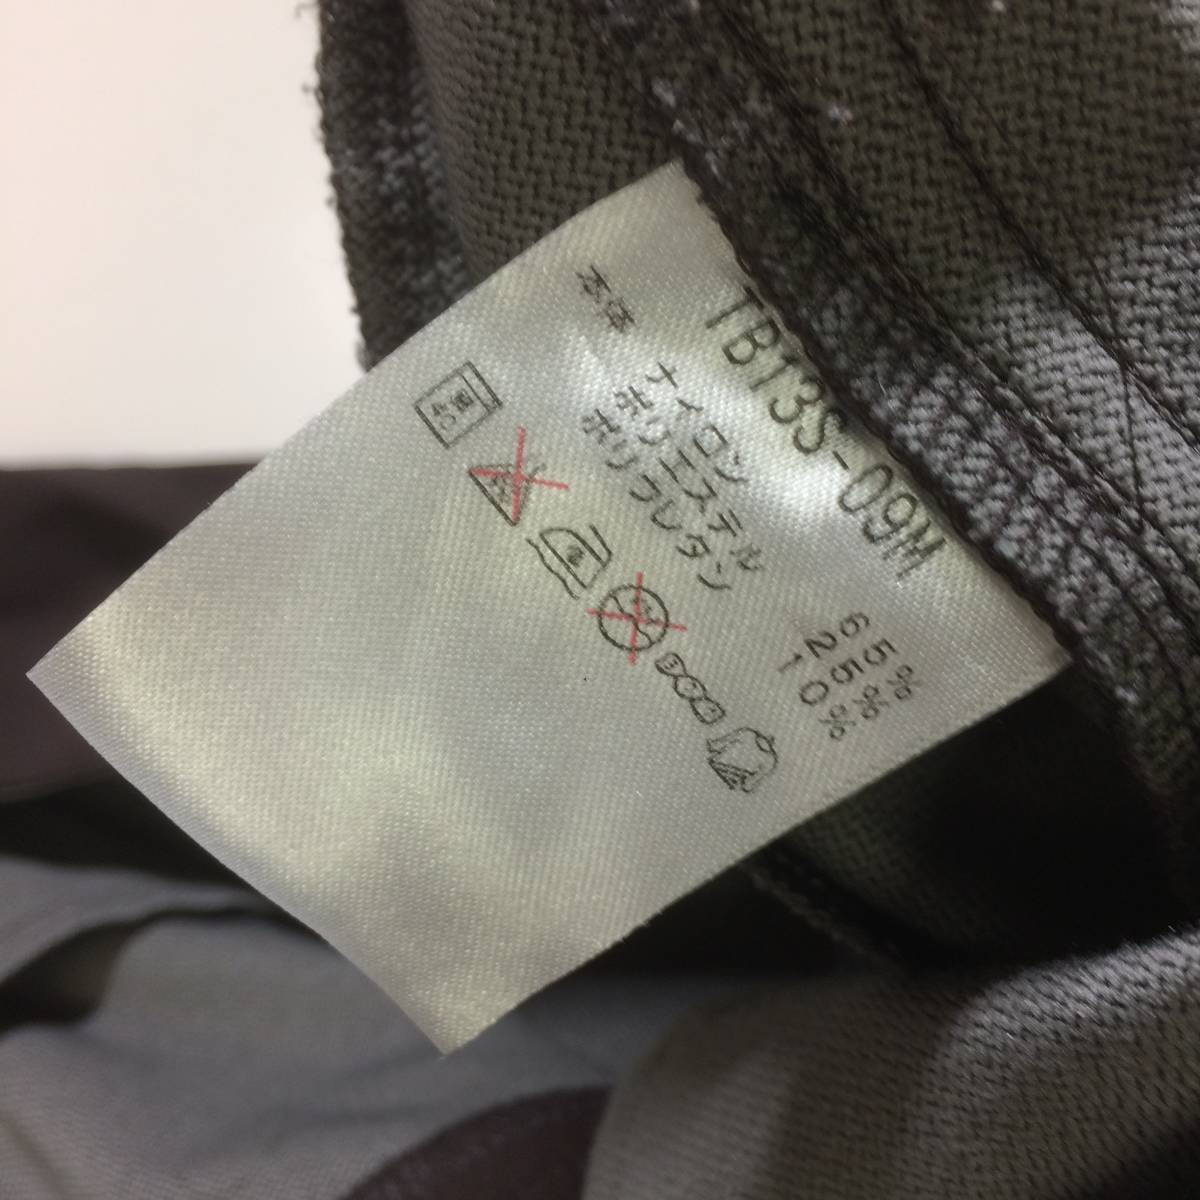 TB13S-09M
本体
ナイロン 65%
ポリエステル 25%
ポリウレタン 10%